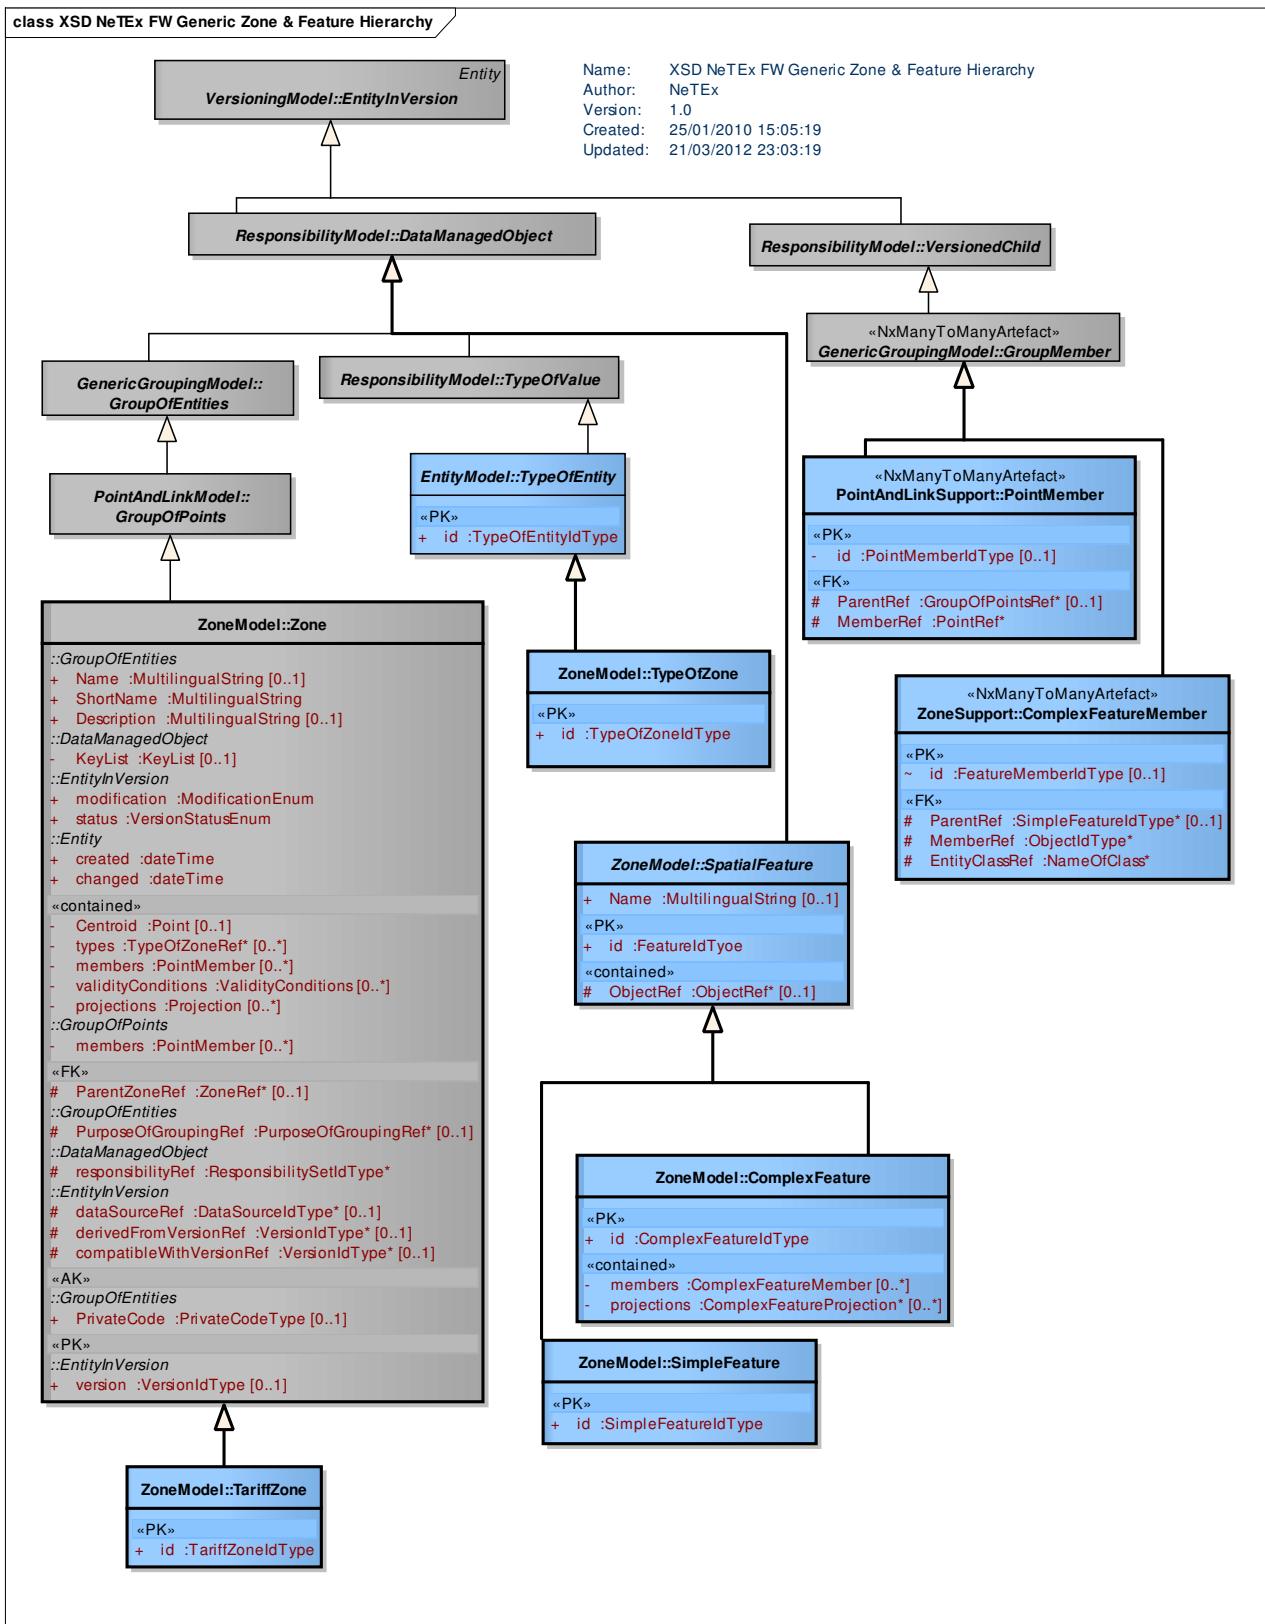 class XSD NeTEx FW Generic Zone & Feature Hierarchy
Entity
VersioningModel::EntityInVersion
Name: XSD NeTEx FW Generic Zone & Feature Hierarchy
Author: NeTEx
Version: 1.0
Created: 25/01/2010 15:05:19
Updated: 21/03/2012 23:03:19
ResponsibilityModel::DataManagedObject
ResponsibilityModel::VersionedChild
«NxManyToManyArtefact»
GenericGroupingModel::GroupMember
GenericGroupingModel::
GroupOfEntities
ResponsibilityModel::TypeOfValue
PointAndLinkModel::
GroupOfPoints
EntityModel::TypeOfEntity
«PK»
+ id :TypeOfEntityIdType
«NxManyToManyArtefact»
PointAndLinkSupport::PointMember
«PK»
- id :PointMemberIdType [0..1]
«FK»
# ParentRef :GroupOfPointsRef* [0..1]
# MemberRef :PointRef*
ZoneModel::Zone
::GroupOfEntities
+ Name :MultilingualString [0..1]
+ ShortName :MultilingualString
+ Description :MultilingualString [0..1]
::DataManagedObject
- KeyList :KeyList [0..1]
::EntityInVersion
+ modification :ModificationEnum
+ status :VersionStatusEnum
::Entity
+ created :dateTime
+ changed :dateTime
«contained»
- Centroid :Point [0..1]
- types :TypeOfZoneRef* [0..*]
- members :PointMember [0..*]
- validityConditions :ValidityConditions [0..*]
- projections :Projection [0..*]
::GroupOfPoints
- members :PointMember [0..*]
«FK»
# ParentZoneRef :ZoneRef* [0..1]
::GroupOfEntities
# PurposeOfGroupingRef :PurposeOfGroupingRef* [0..1]
::DataManagedObject
# responsibilityRef :ResponsibilitySetIdType*
::EntityInVersion
# dataSourceRef :DataSourceIdType* [0..1]
# derivedFromVersionRef :VersionIdType* [0..1]
# compatibleWithVersionRef :VersionIdType* [0..1]
«AK»
::GroupOfEntities
+ PrivateCode :PrivateCodeType [0..1]
«PK»
::EntityInVersion
+ version :VersionIdType [0..1]
ZoneModel::TypeOfZone
«PK»
+ id :TypeOfZoneIdType
«NxManyToManyArtefact»
ZoneSupport::ComplexFeatureMember
«PK»
~ id :FeatureMemberIdType [0..1]
«FK»
# ParentRef :SimpleFeatureIdType* [0..1]
# MemberRef :ObjectIdType*
# EntityClassRef :NameOfClass*
ZoneModel::SpatialFeature
+ Name :MultilingualString [0..1]
«PK»
+ id :FeatureIdTyoe
«contained»
# ObjectRef :ObjectRef* [0..1]
ZoneModel::ComplexFeature
«PK»
+ id :ComplexFeatureIdType
«contained»
- members :ComplexFeatureMember [0..*]
- projections :ComplexFeatureProjection* [0..*]
ZoneModel::SimpleFeature
«PK»
+ id :SimpleFeatureIdType
ZoneModel::TariffZone
«PK»
+ id :TariffZoneIdType